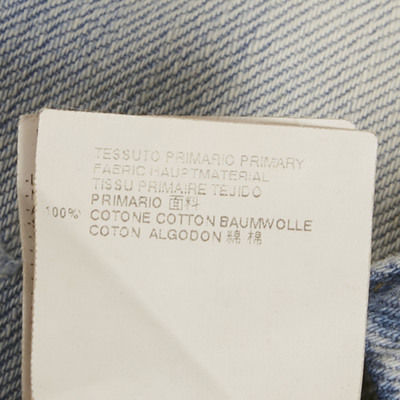 TESSUTO PRIMARIO PRIMARY
FABRIC HAUPTMATERIAL
TISSU PRIMAIRE TEJIDO
PRIMARIO 面料
100% COTONE COTTON BAUMWOLLE
COTON ALGODON 綿 棉